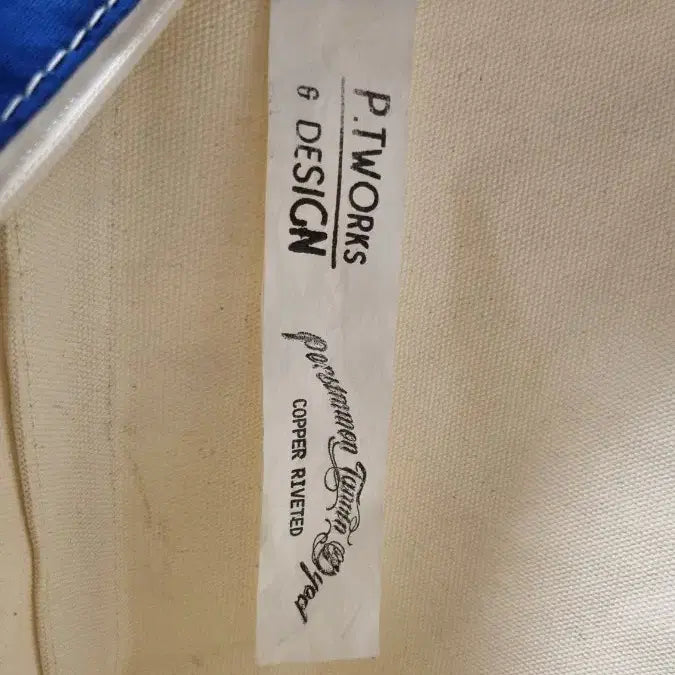 P.TWORKS
& DESIGN
persimmon Tannin Dyed
COPPER RIVETED